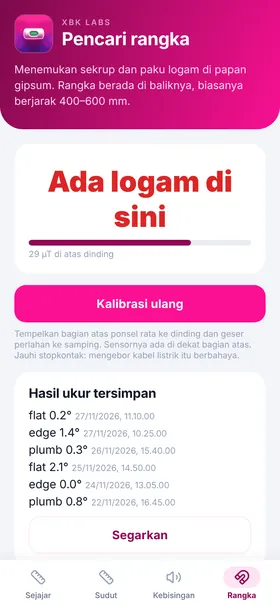 XBK LABS
Pencari rangka
Menemukan sekrup dan paku logam di papan
gipsum. Rangka berada di baliknya, biasanya
berjarak 400–600 mm.
Ada logam di
sini
29 µT di atas dinding
Kalibrasi ulang
Tempelkan bagian atas ponsel rata ke dinding dan geser
perlahan ke samping. Sensornya ada di dekat bagian atas.
Jauhi stopkontak: mengebor kabel listrik itu berbahaya.
Hasil ukur tersimpan
flat 0.2° 27/11/2026, 11.10.00
edge 1.4° 27/11/2026, 10.25.00
plumb 0.3° 26/11/2026, 15.40.00
flat 2.1° 25/11/2026, 14.50.00
edge 0.0° 24/11/2026, 13.05.00
plumb 0.8° 22/11/2026, 16.45.00
Segarkan
Sejajar
Sudut
Kebisingan
Rangka